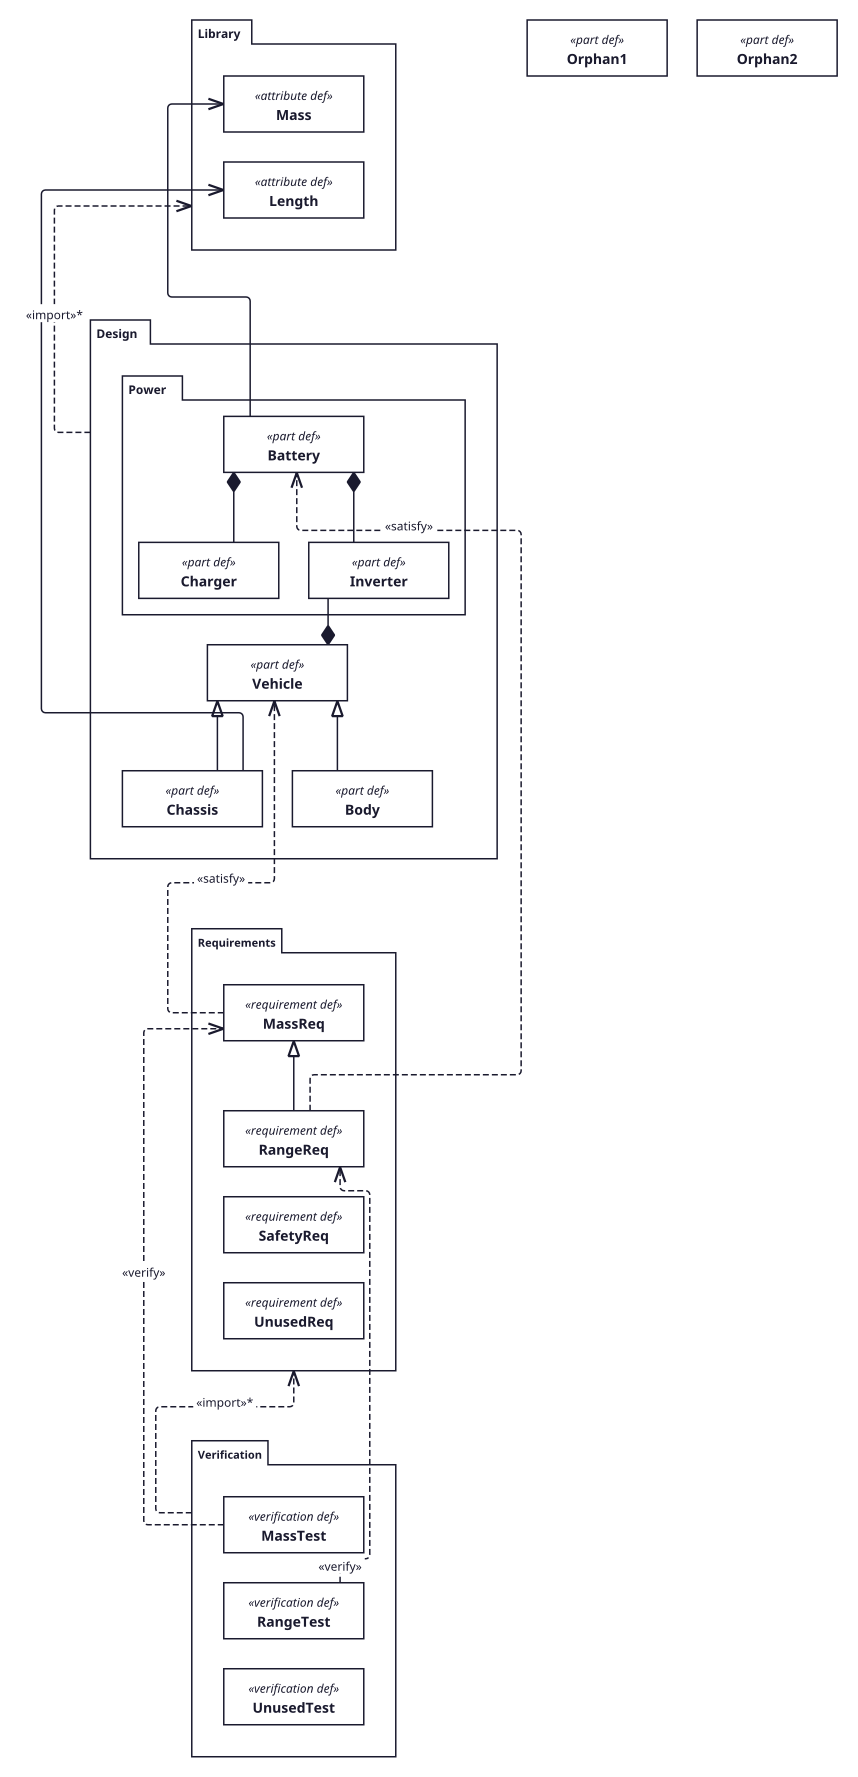 Library
«attribute def»
Mass
«attribute def»
Length
«part def»
Orphan1
«part def»
Orphan2
«import»*
Design
Power
«part def»
Battery
«satisfy»
«part def»
Charger
«part def»
Inverter
«part def»
Vehicle
«part def»
Chassis
«part def»
Body
«satisfy»
Requirements
«requirement def»
MassReq
«requirement def»
RangeReq
«requirement def»
SafetyReq
«verify»
«requirement def»
UnusedReq
«import»*
Verification
«verification def»
MassTest
«verify»
«verification def»
RangeTest
«verification def»
UnusedTest